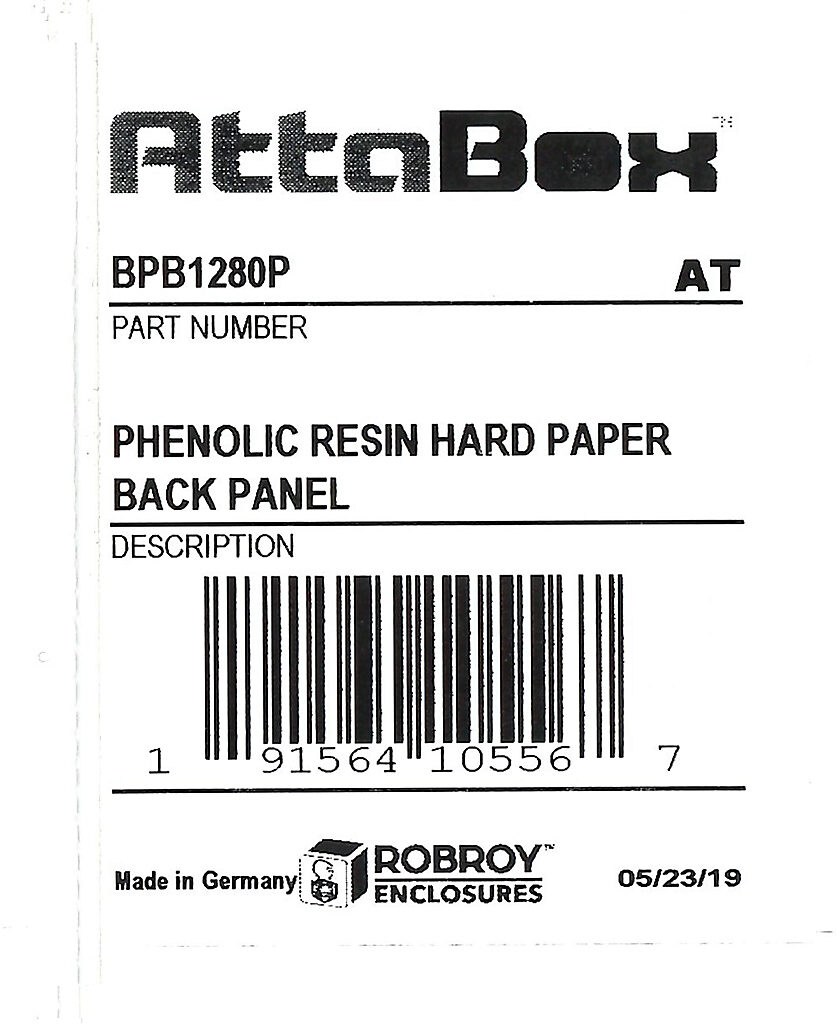 AttaBox™
BPB1280P AT
PART NUMBER
PHENOLIC RESIN HARD PAPER
BACK PANEL
DESCRIPTION
1 91564 10556 7
Made in Germany ROBROY™ ENCLOSURES 05/23/19